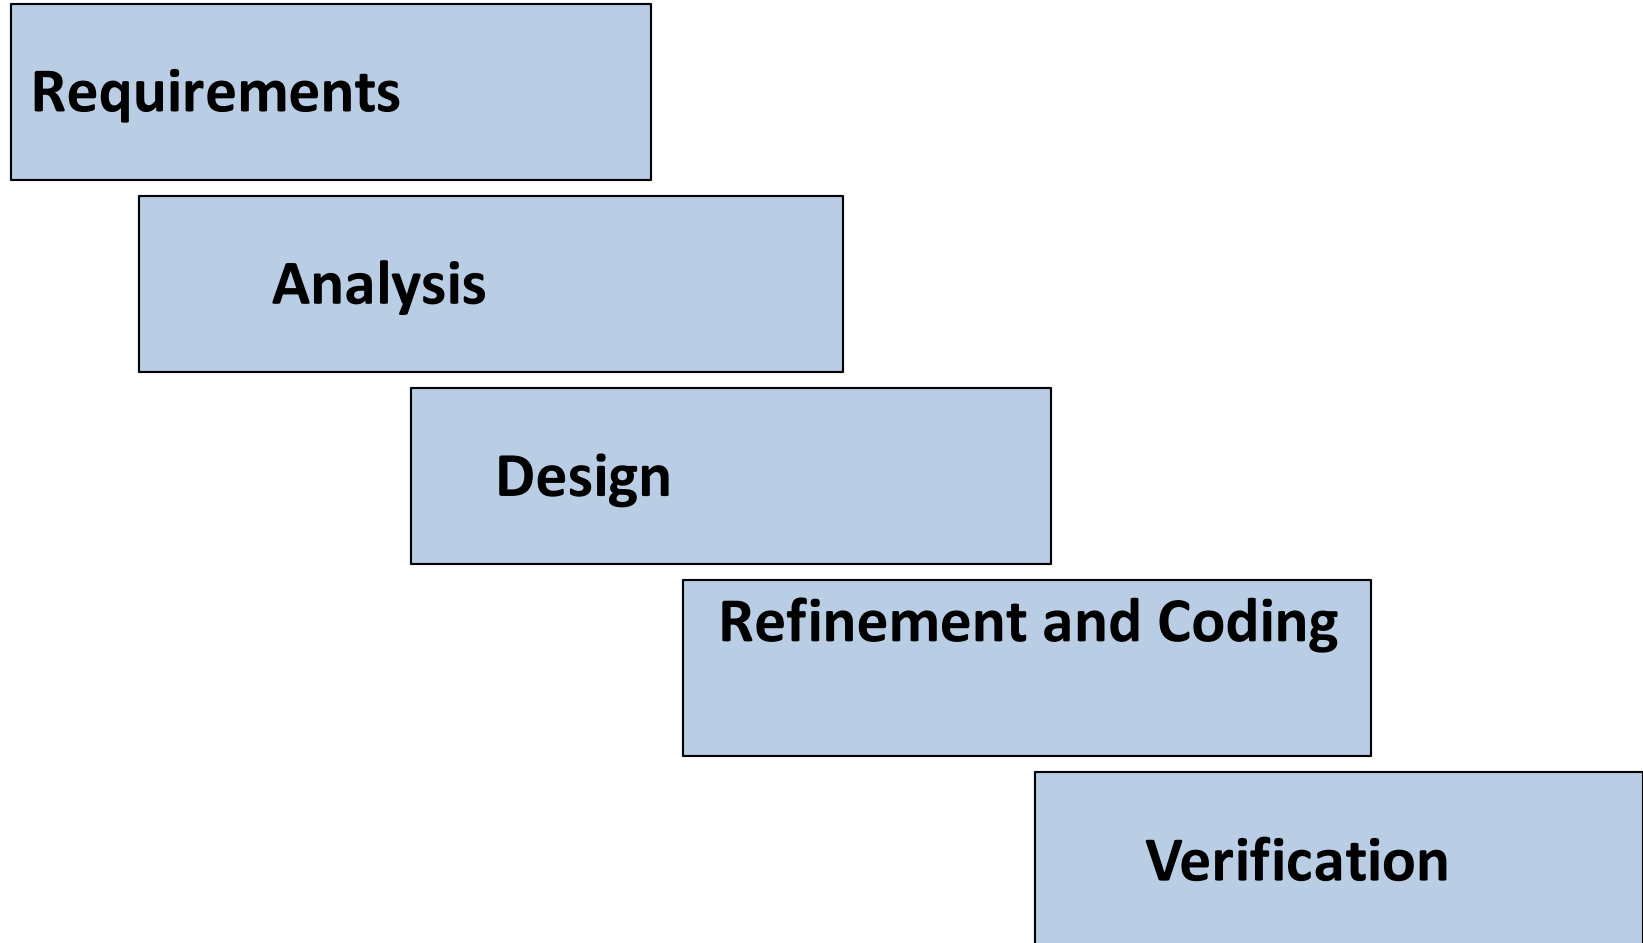 Requirements
Analysis
Design
Refinement and Coding
Verification